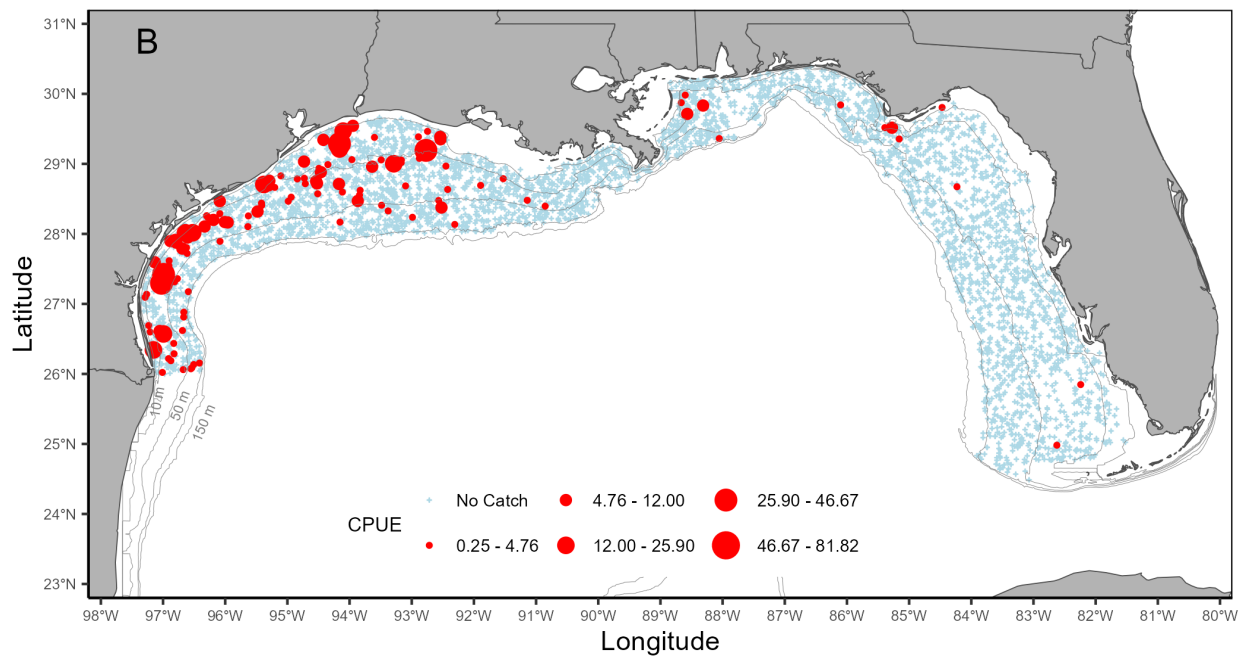 B
31°N
30°N
29°N
28°N
27°N
26°N
25°N
24°N
23°N
Latitude
10 m
50 m
150 m
CPUE
No Catch
4.76 - 12.00
25.90 - 46.67
0.25 - 4.76
12.00 - 25.90
46.67 - 81.82
98°W 97°W 96°W 95°W 94°W 93°W 92°W 91°W 90°W 89°W 88°W 87°W 86°W 85°W 84°W 83°W 82°W 81°W 80°W
Longitude